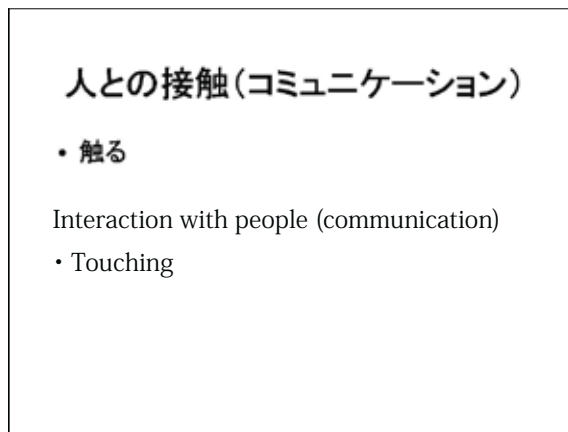 人との接触（コミュニケーション）
・ 触る
Interaction with people (communication)
・Touching